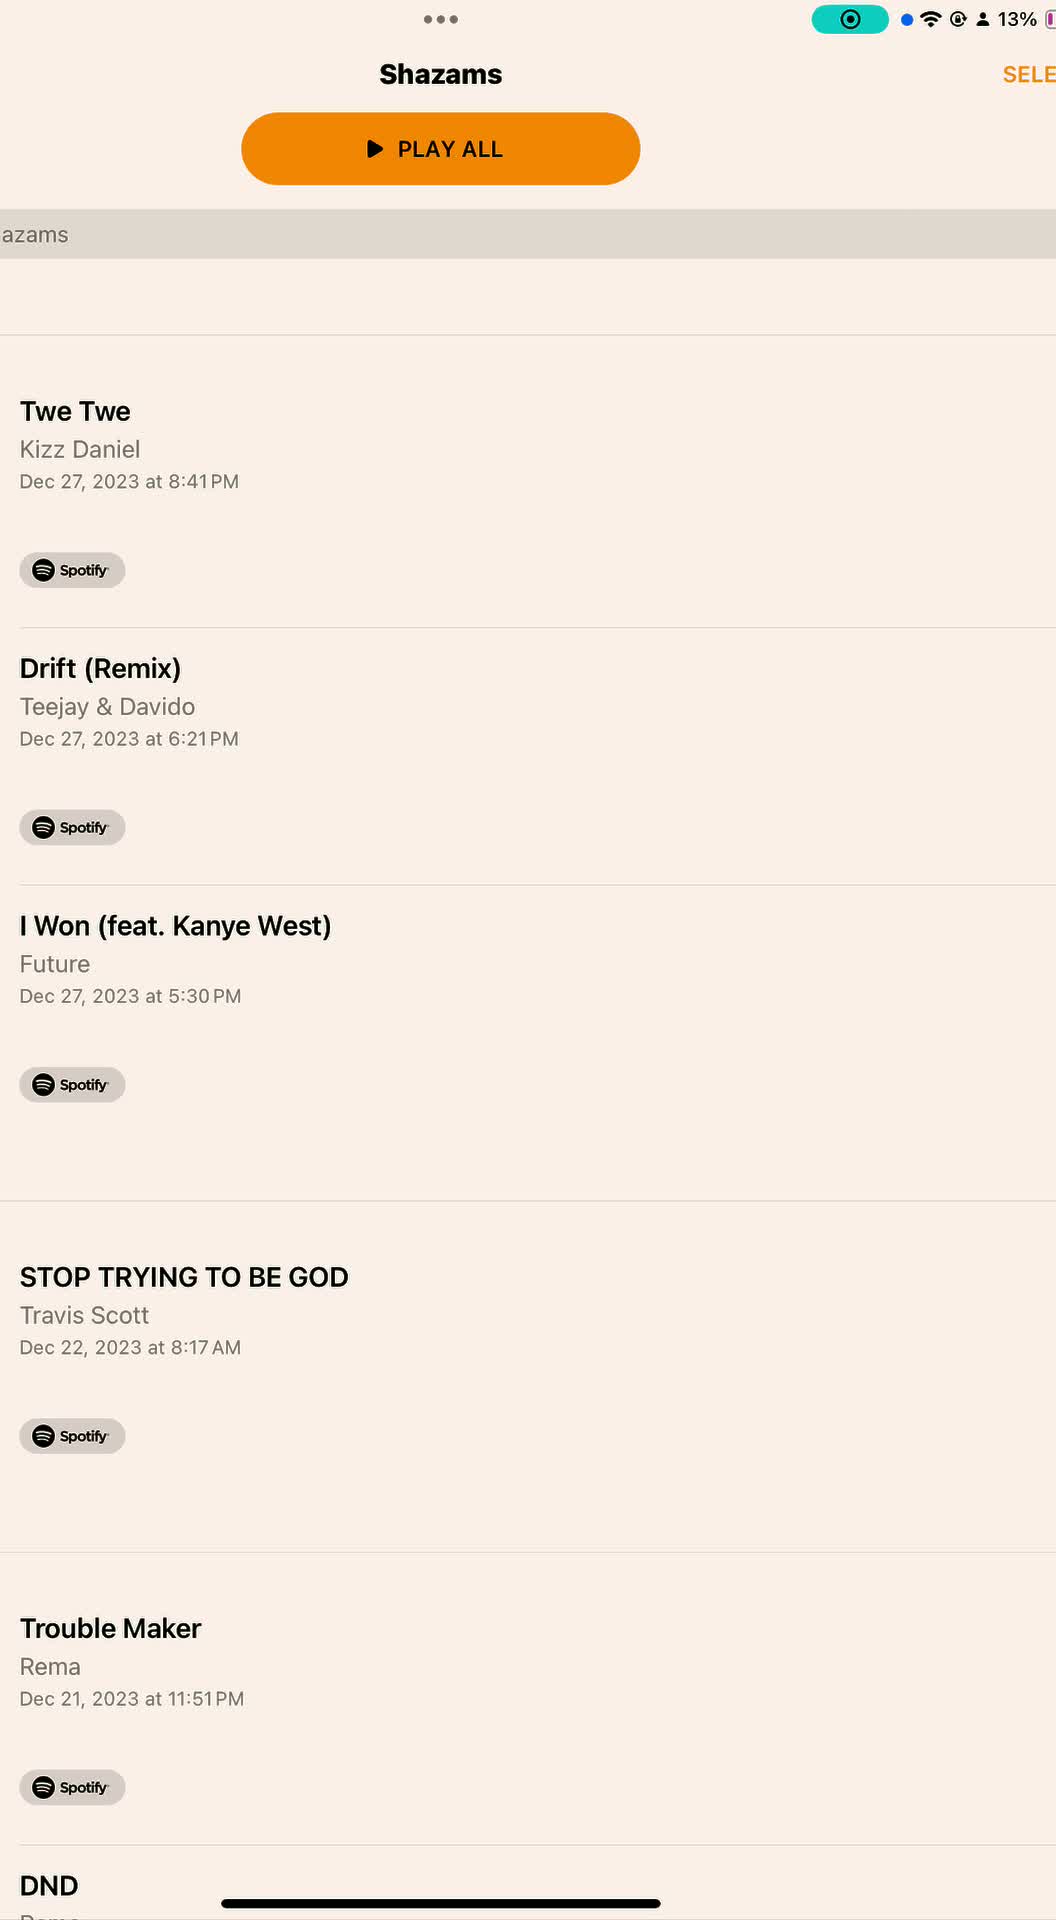 13%
Shazams
SELE
PLAY ALL
azams
Twe Twe
Kizz Daniel
Dec 27, 2023 at 8:41 PM
Spotify
Drift (Remix)
Teejay & Davido
Dec 27, 2023 at 6:21 PM
Spotify
I Won (feat. Kanye West)
Future
Dec 27, 2023 at 5:30 PM
Spotify
STOP TRYING TO BE GOD
Travis Scott
Dec 22, 2023 at 8:17 AM
Spotify
Trouble Maker
Rema
Dec 21, 2023 at 11:51 PM
Spotify
DND